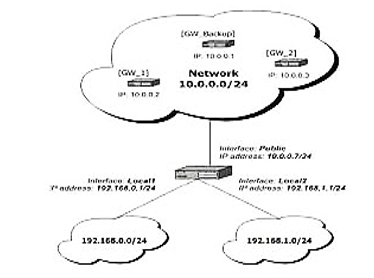 [GW_Backup]
IP: 10.0.0.1
[GW_2]
IP: 10.0.0.3
[GW_1]
IP: 10.0.0.2
Network
10.0.0.0/24
Interface: Public
IP address: 10.0.0.7/24
Interface: Local1
IP address: 192.168.0.1/24
Interface: Local2
IP address: 192.168.1.1/24
192.168.0.0/24
192.168.1.0/24